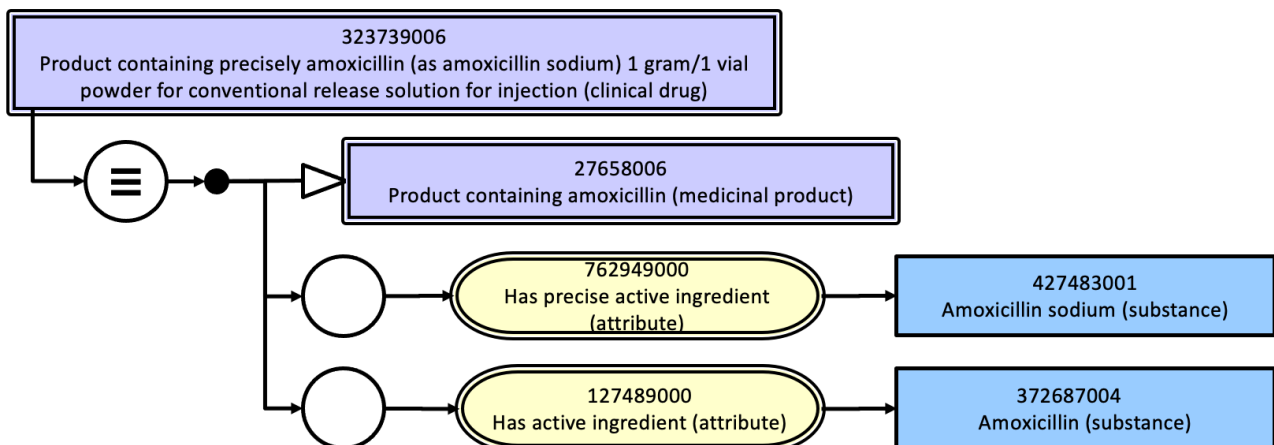 323739006
Product containing precisely amoxicillin (as amoxicillin sodium) 1 gram/1 vial
powder for conventional release solution for injection (clinical drug)
27658006
Product containing amoxicillin (medicinal product)
762949000
Has precise active ingredient
(attribute)
427483001
Amoxicillin sodium (substance)
127489000
Has active ingredient (attribute)
372687004
Amoxicillin (substance)